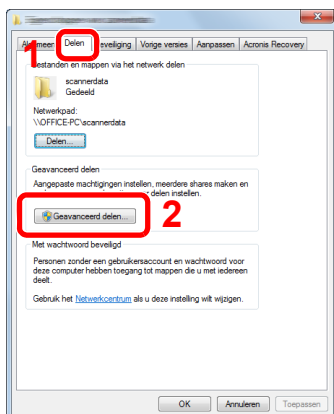 1
Delen
Vorige versies
Aanpassen
Acronis Recovery
Bestanden en mappen via het netwerk delen
scannerdata
Gedeeld
Netwerkpad:
\\OFFICE-PC\scannerdata
Delen...
Geavanceerd delen
Aangepaste machtigingen instellen, meerdere shares maken en
delen instellen.
Geavanceerd delen...
2
Met wachtwoord beveiligd
Personen zonder een gebruikersaccount en wachtwoord voor
deze computer hebben toegang tot mappen die u met iedereen
deelt.
Gebruik het Netwerkcentrum als u deze instelling wilt wijzigen.
OK
Annuleren
Toepassen